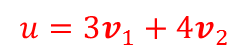 u = 3𝒗₁ + 4𝒗₂